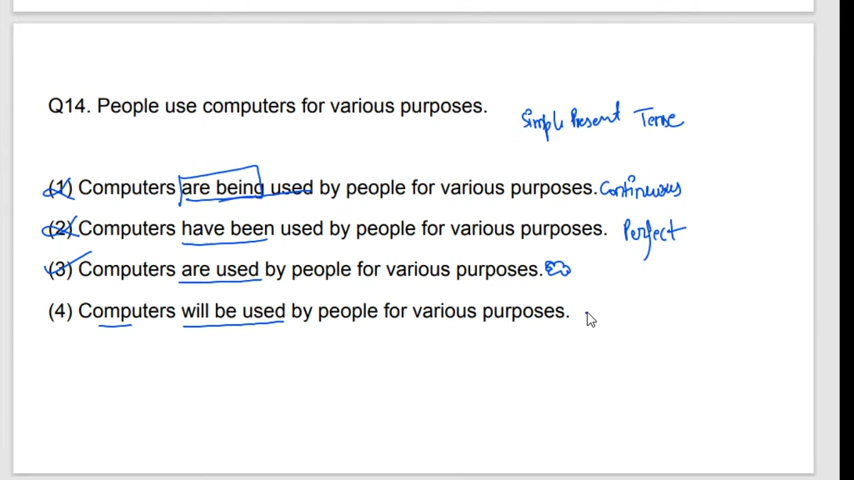 Q14. People use computers for various purposes.
Simple Present Tense
(1) Computers are being used by people for various purposes. Continuous
(2) Computers have been used by people for various purposes. Perfect
(3) Computers are used by people for various purposes.
(4) Computers will be used by people for various purposes.